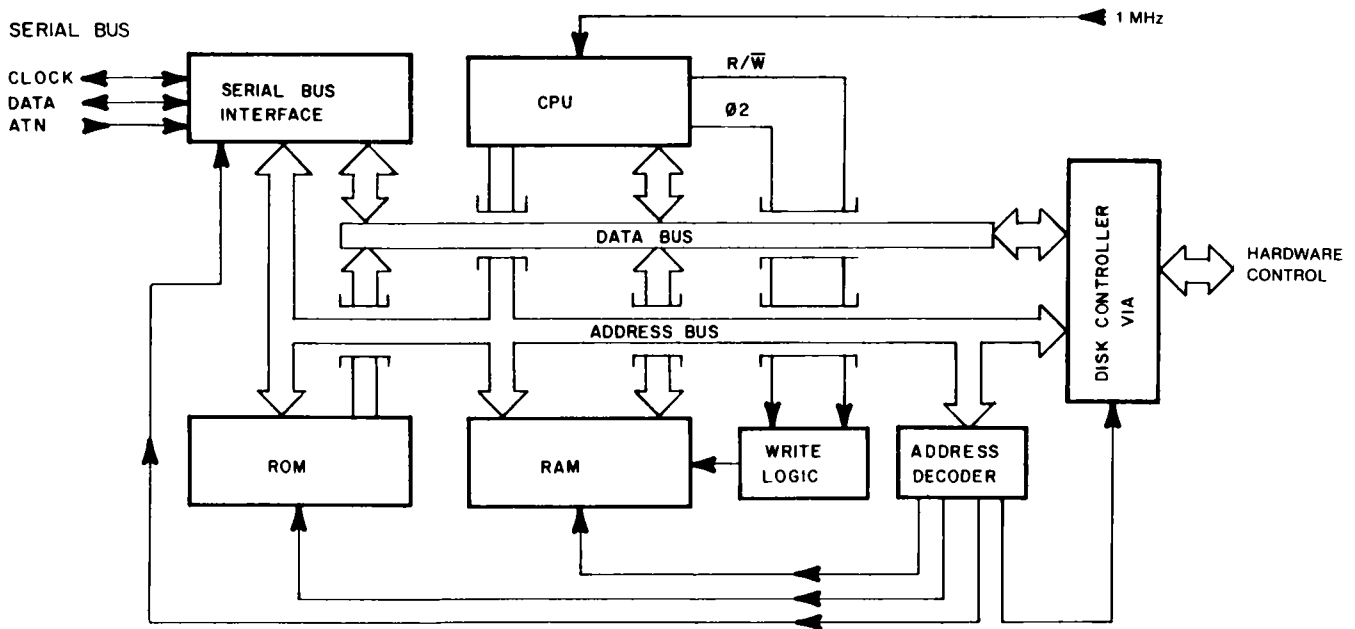 1 MHz
SERIAL BUS
CLOCK
DATA
ATN
SERIAL BUS
INTERFACE
CPU
R/W̅
Ø2
DATA BUS
ADDRESS BUS
DISK CONTROLLER
VIA
HARDWARE
CONTROL
ROM
RAM
WRITE
LOGIC
ADDRESS
DECODER